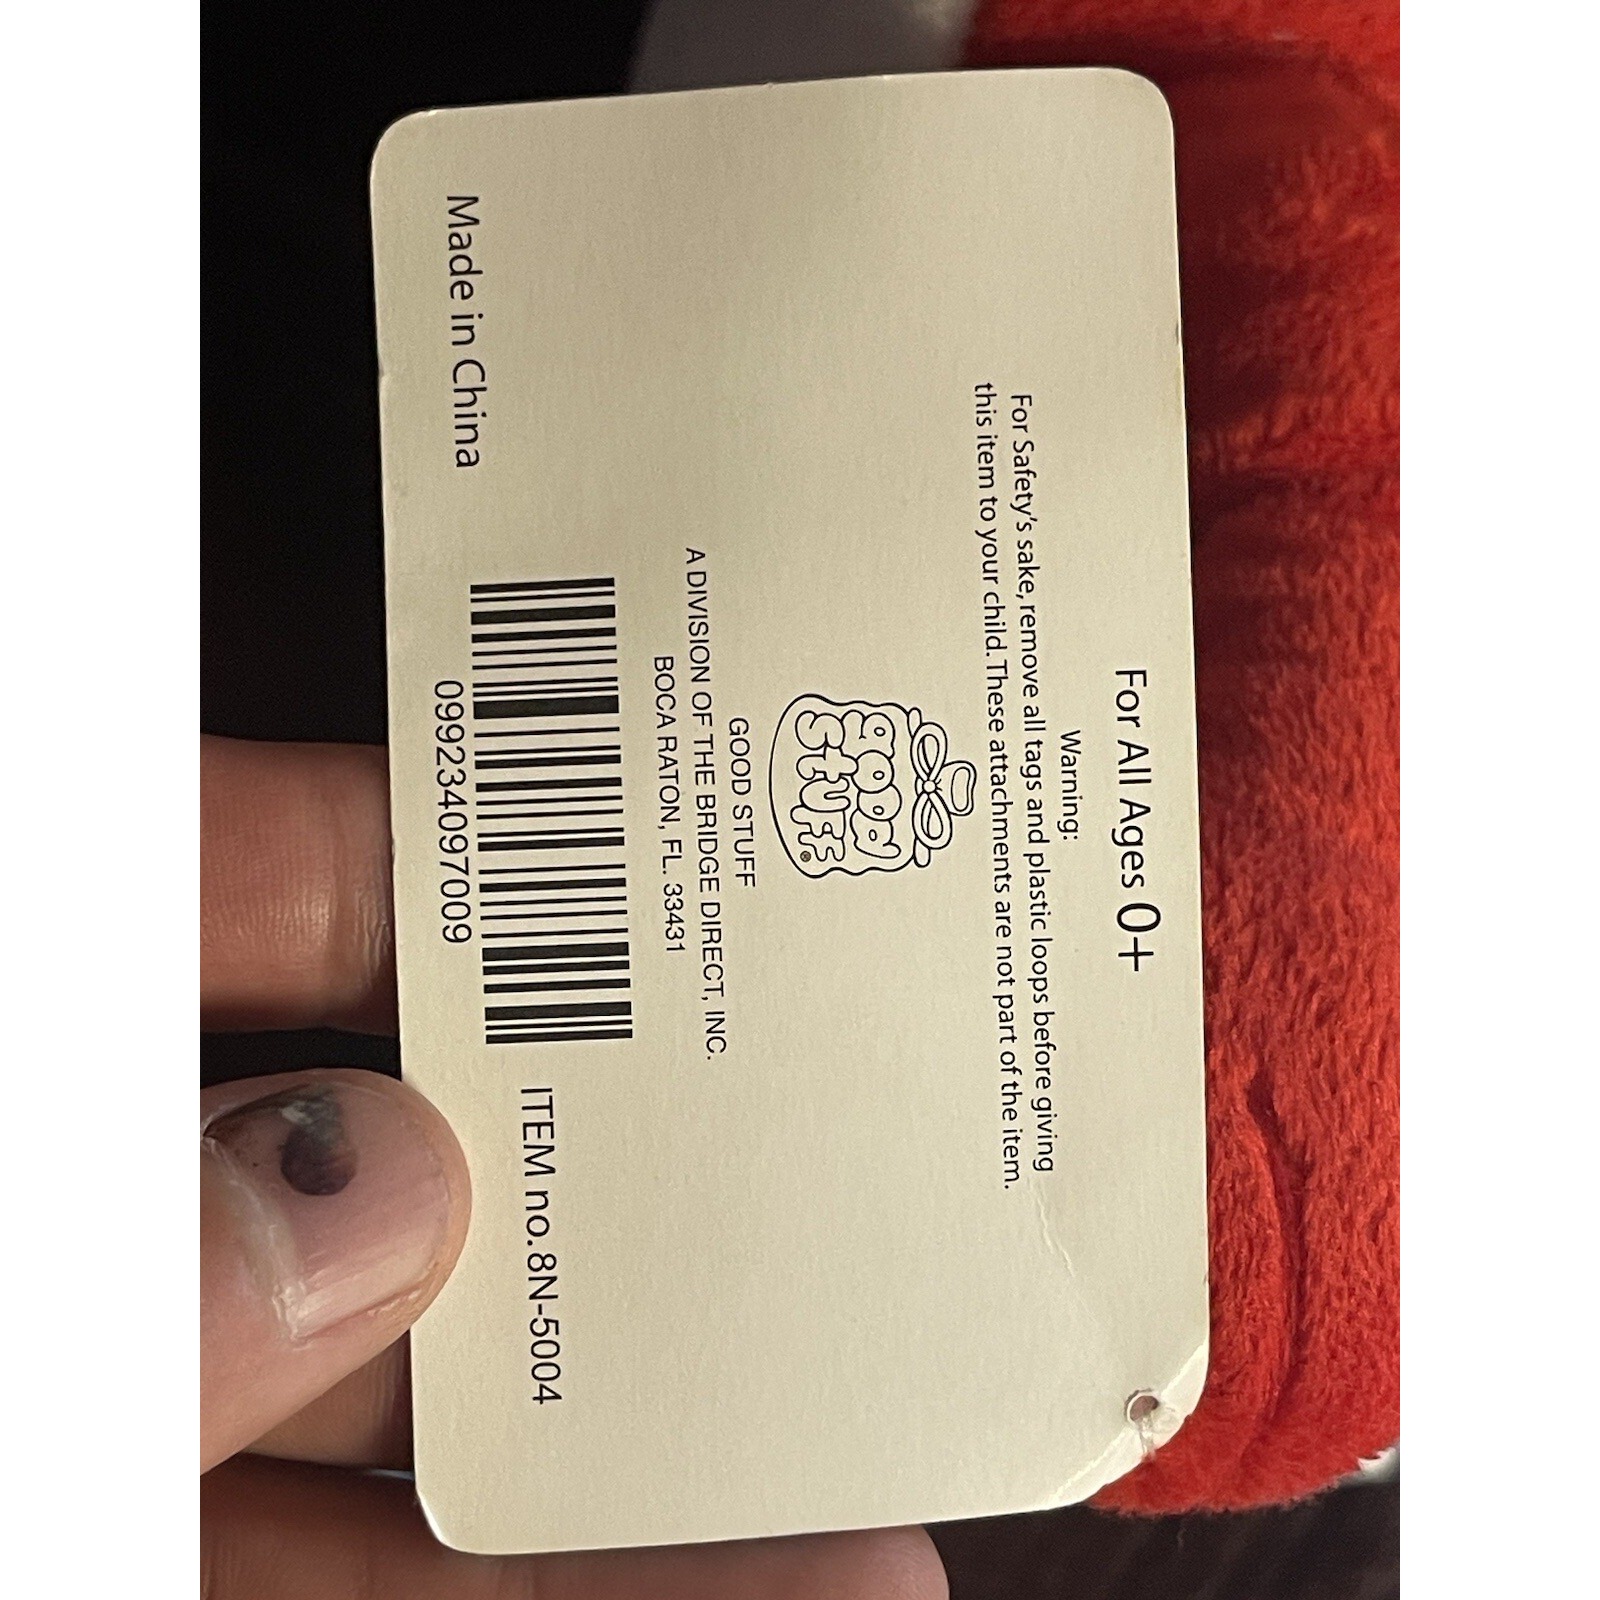 For All Ages 0+
Warning:
For Safety's sake, remove all tags and plastic loops before giving
this item to your child. These attachments are not part of the item.
good
stuff®
GOOD STUFF
A DIVISION OF THE BRIDGE DIRECT, INC.
BOCA RATON, FL. 33431
Made in China
099234097009
ITEM no. 8N-5004